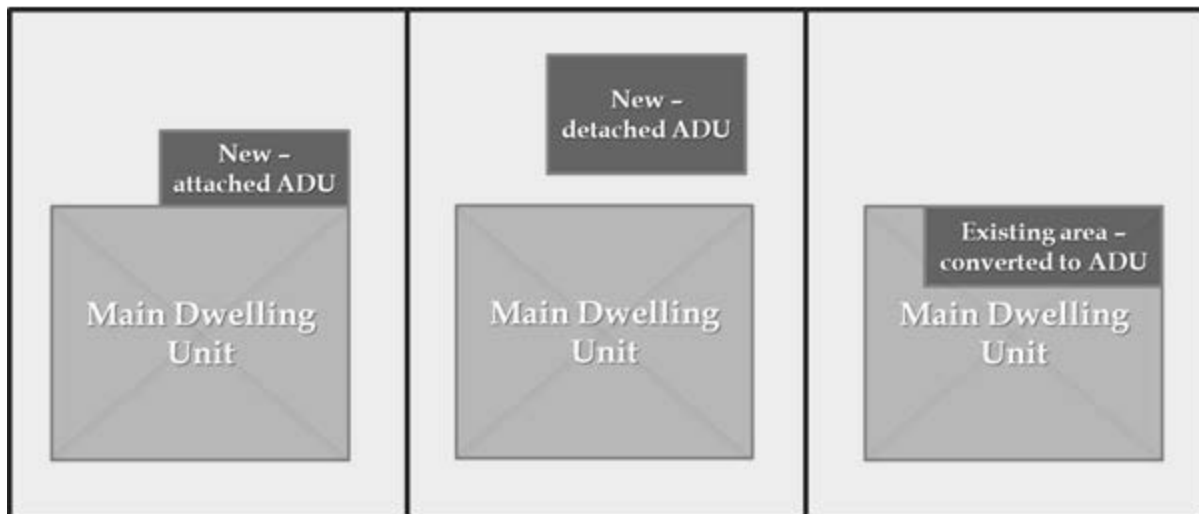 New –
attached ADU
Main Dwelling
Unit
New –
detached ADU
Main Dwelling
Unit
Existing area –
converted to ADU
Main Dwelling
Unit